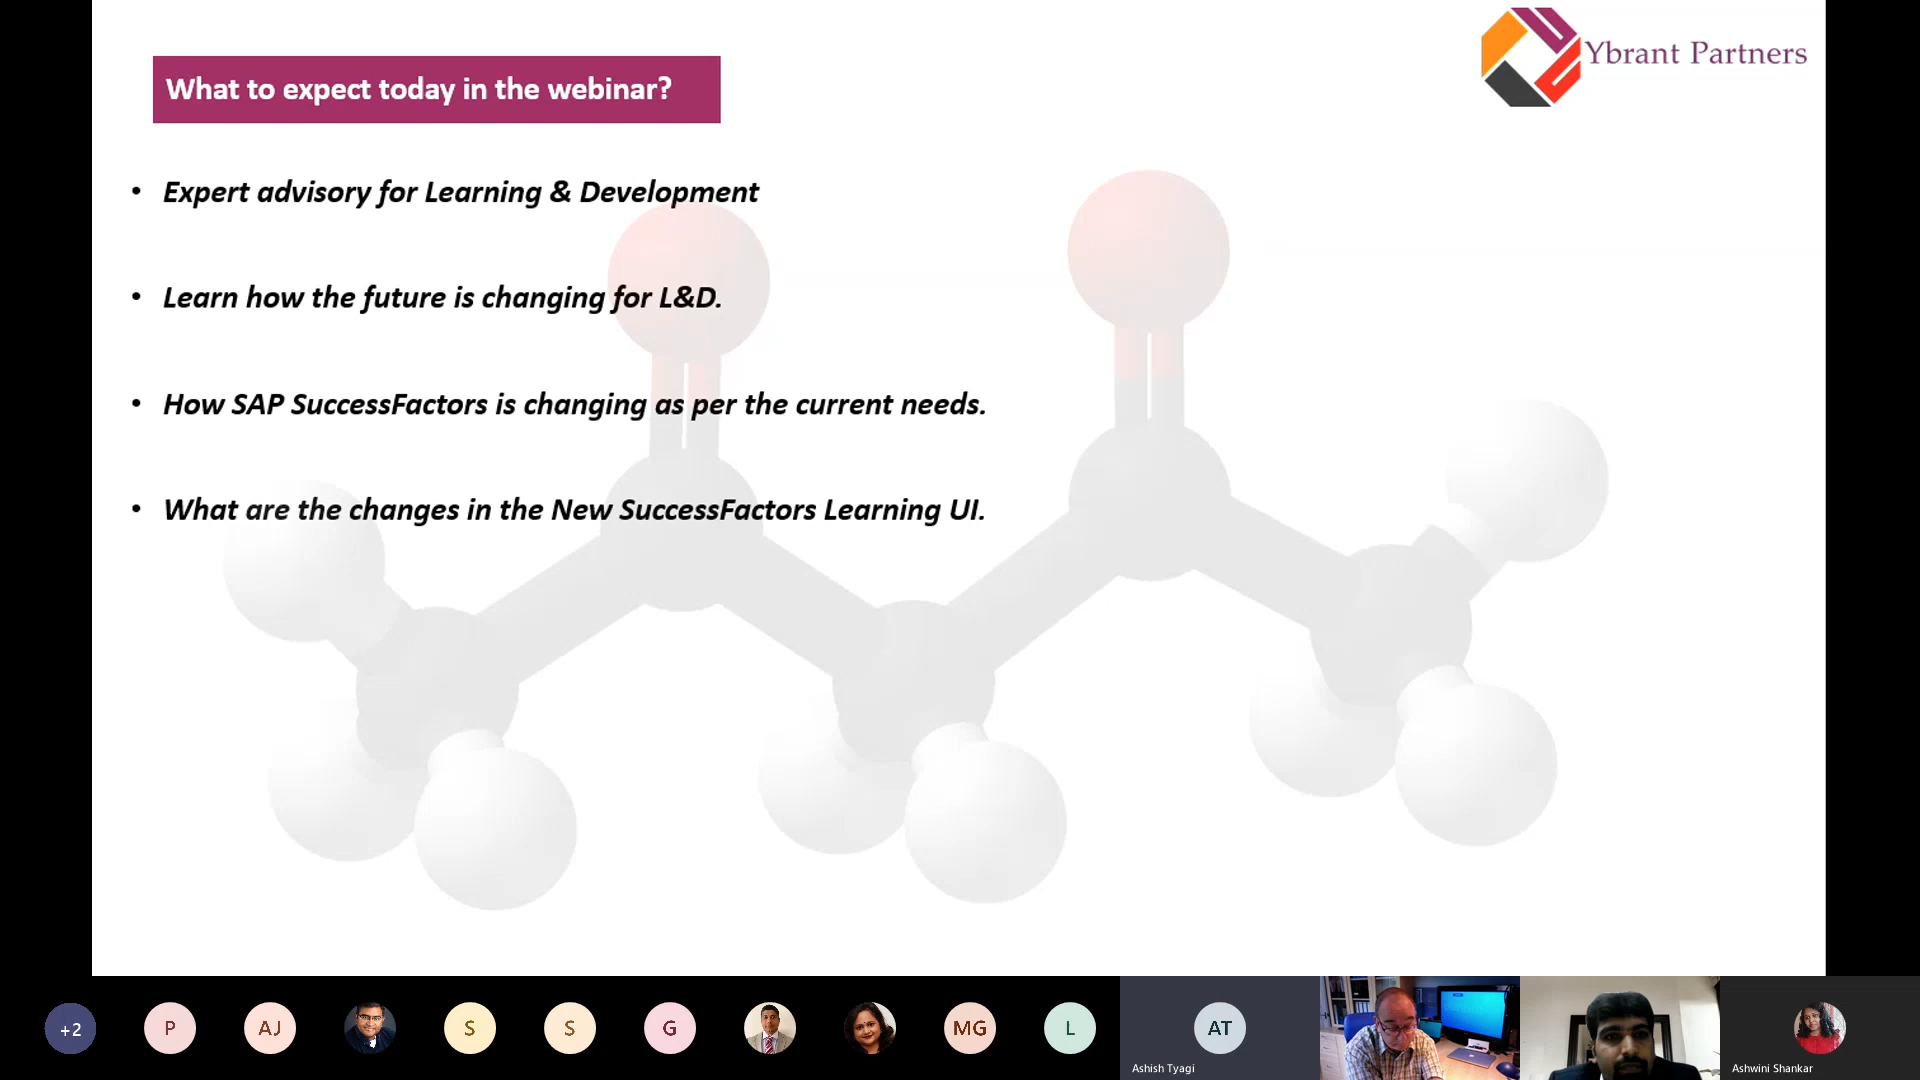 Ybrant Partners
What to expect today in the webinar?
• Expert advisory for Learning & Development
• Learn how the future is changing for L&D.
• How SAP SuccessFactors is changing as per the current needs.
• What are the changes in the New SuccessFactors Learning UI.
+2
P
AJ
S
S
G
MG
L
AT
Ashish Tyagi
Ashwini Shankar